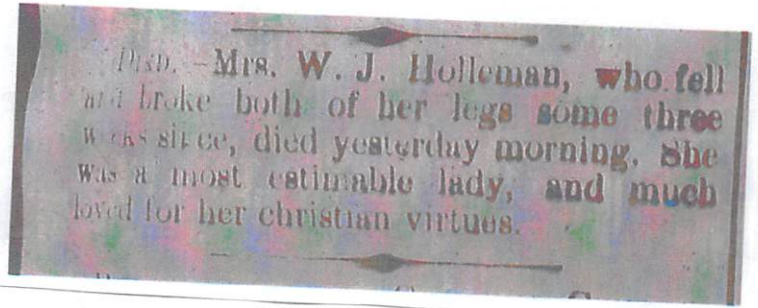 DIED.—Mrs. W. J. Holleman, who fell
and broke both of her legs some three
weeks since, died yesterday morning. She
was a most estimable lady, and much
loved for her christian virtues.